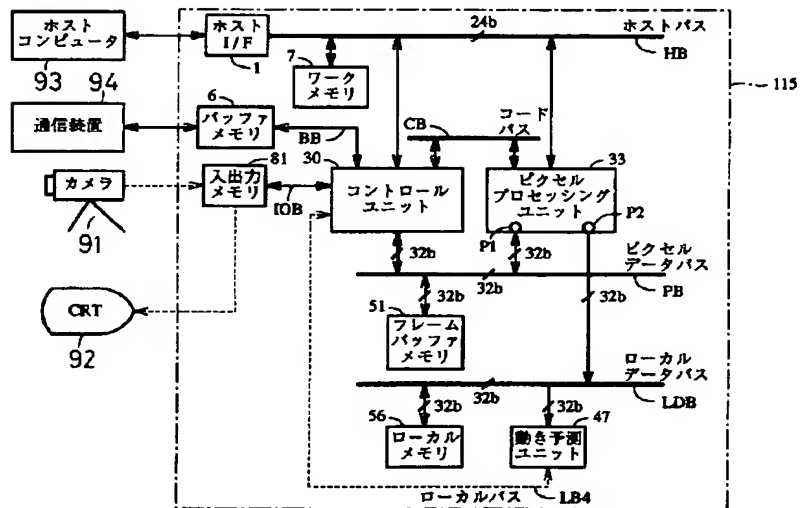 ホスト
コンピュータ
93
ホスト
I/F
1
24b
ホストバス
HB
7
ワーク
メモリ
115
94
通信装置
6
バッファ
メモリ
BB
CB
コード
バス
カメラ
91
81
入出力
メモリ
IOB
30
コントロール
ユニット
33
ピクセル
プロセッシング
ユニット
P1
P2
32b
32b
ピクセル
データバス
32b
PB
CRT
92
32b
51
フレーム
バッファ
メモリ
32b
ローカル
データバス
32b
LDB
32b
56
ローカル
メモリ
32b
47
動き予測
ユニット
ローカルバス
LB4